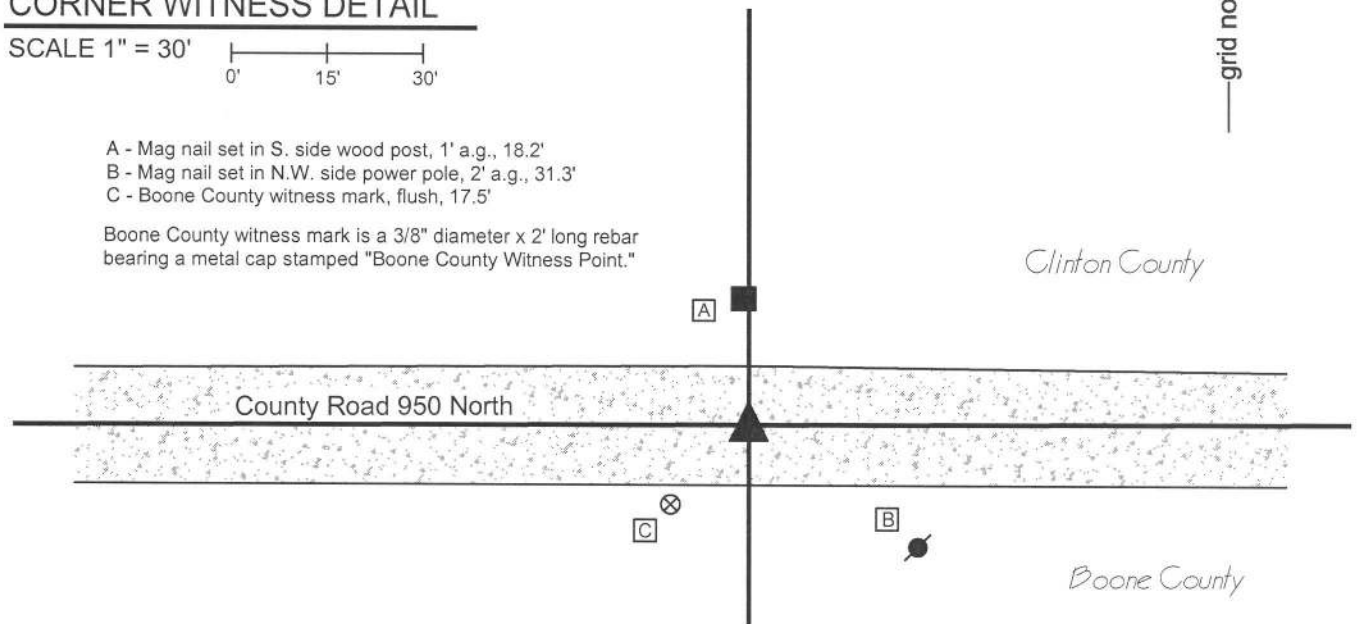 CORNER WITNESS DETAIL
SCALE 1" = 30'
0' 15' 30'
grid
A - Mag nail set in S. side wood post, 1' a.g., 18.2'
B - Mag nail set in N.W. side power pole, 2' a.g., 31.3'
C - Boone County witness mark, flush, 17.5'
Boone County witness mark is a 3/8" diameter x 2' long rebar
bearing a metal cap stamped "Boone County Witness Point."
Clinton County
A
County Road 950 North
C
B
Boone County